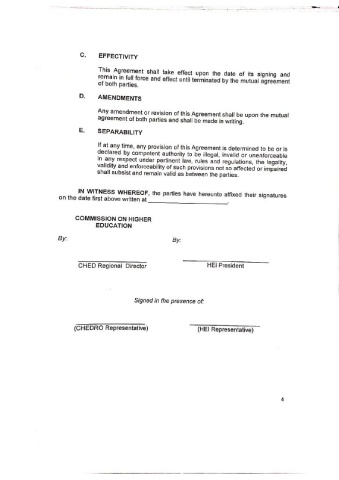 C. EFFECTIVITY
This Agreement shall take effect upon the date of its signing and
remain in full force and effect until terminated by the mutual agreement
of both parties.
D. AMENDMENTS
Any amendment or revision of this Agreement shall be upon the mutual
agreement of both parties and shall be made in writing.
E. SEPARABILITY
If at any time, any provision of this Agreement is determined to be or is
declared by competent authority to be illegal, invalid or unenforceable
in any respect under pertinent law, rules and regulations, the legality,
validity and enforceability of such provisions not so affected or impaired
shall subsist and remain valid as between the parties.
IN WITNESS WHEREOF, the parties have hereunto affixed their signatures
on the date first above written at ____________________.
COMMISSION ON HIGHER
EDUCATION
By: By:
CHED Regional Director HEI President
Signed in the presence of:
(CHEDRO Representative) (HEI Representative)
4